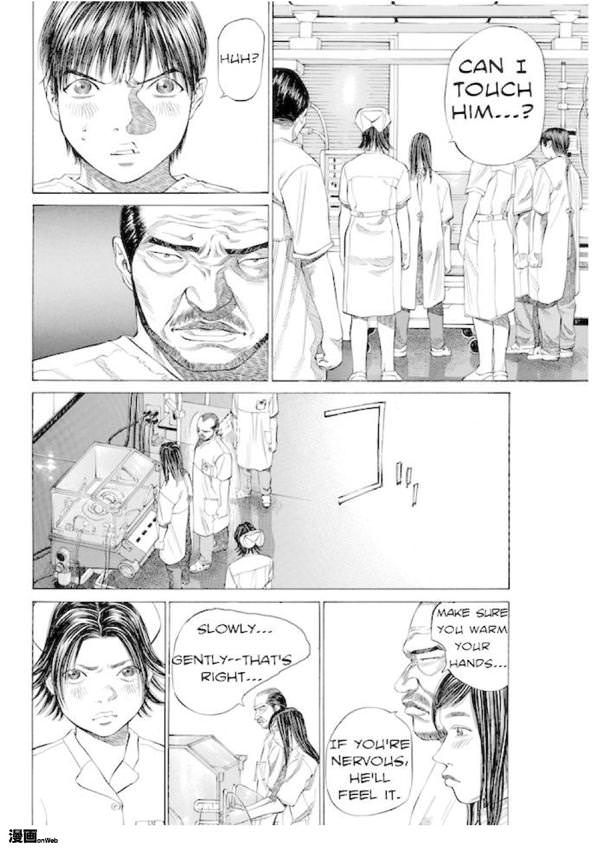 CAN I
TOUCH
HIM...?
HUH?
コ...
MAKE SURE
YOU WARM
YOUR
HANDS...
IF YOU'RE
NERVOUS,
HE'LL
FEEL IT.
SLOWLY...
GENTLY--THAT'S
RIGHT...
漫画onWeb